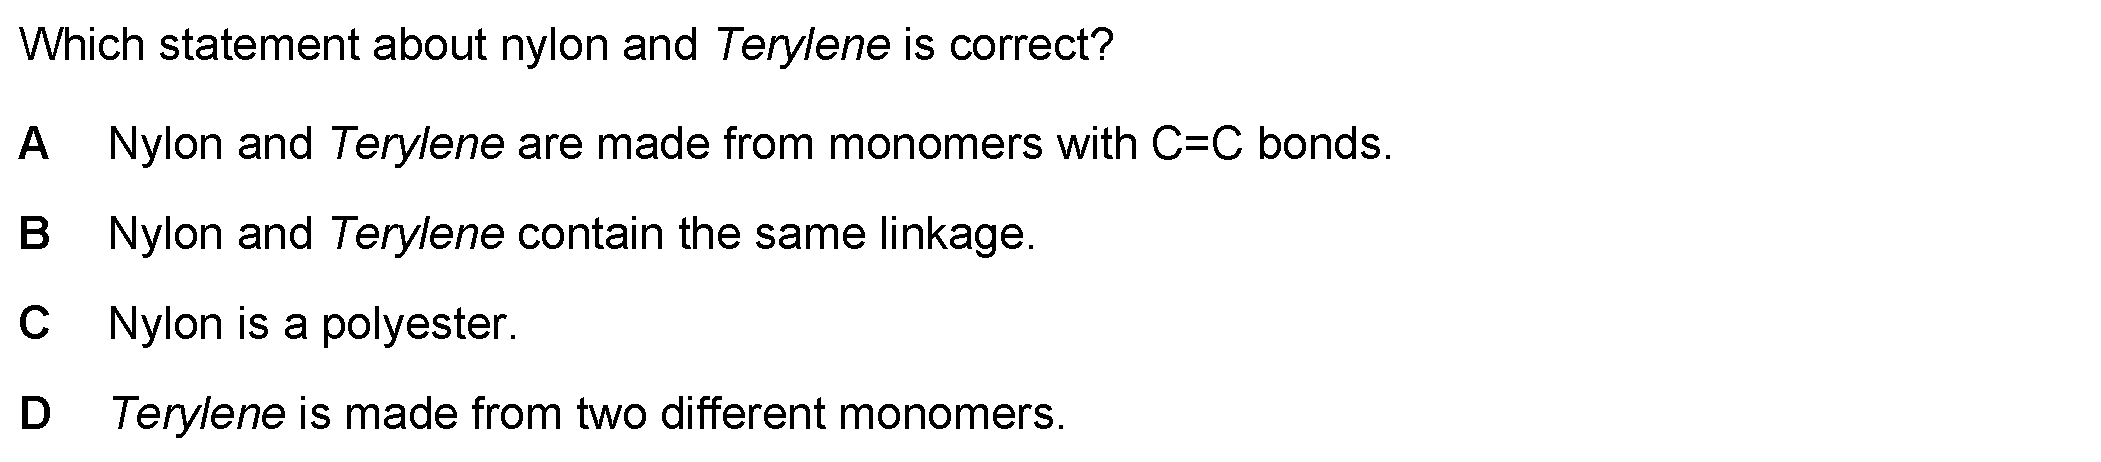 Which statement about nylon and Terylene is correct?
A Nylon and Terylene are made from monomers with C=C bonds.
B Nylon and Terylene contain the same linkage.
C Nylon is a polyester.
D Terylene is made from two different monomers.